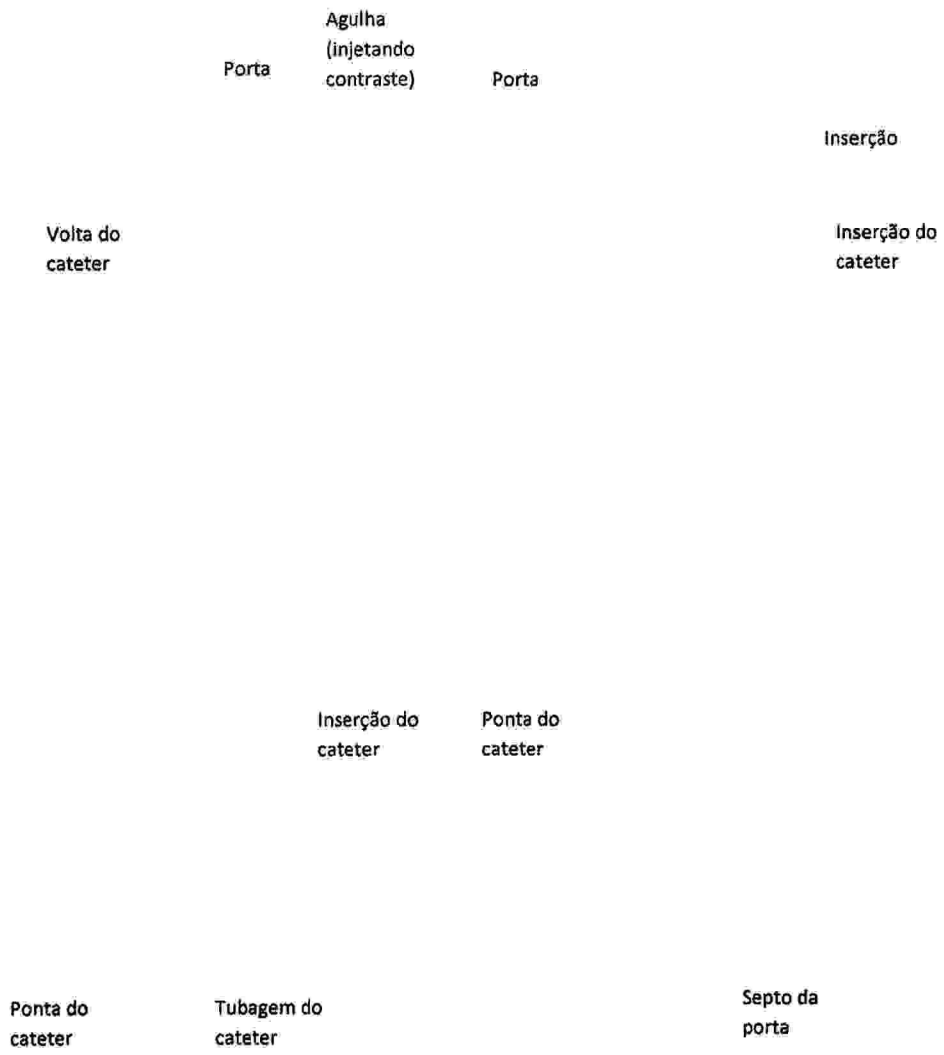 Agulha
(injetando
contraste)
Porta
Porta
Inserção
Volta do
cateter
Inserção do
cateter
Inserção do
cateter
Ponta do
cateter
Ponta do
cateter
Tubagem do
cateter
Septo da
porta